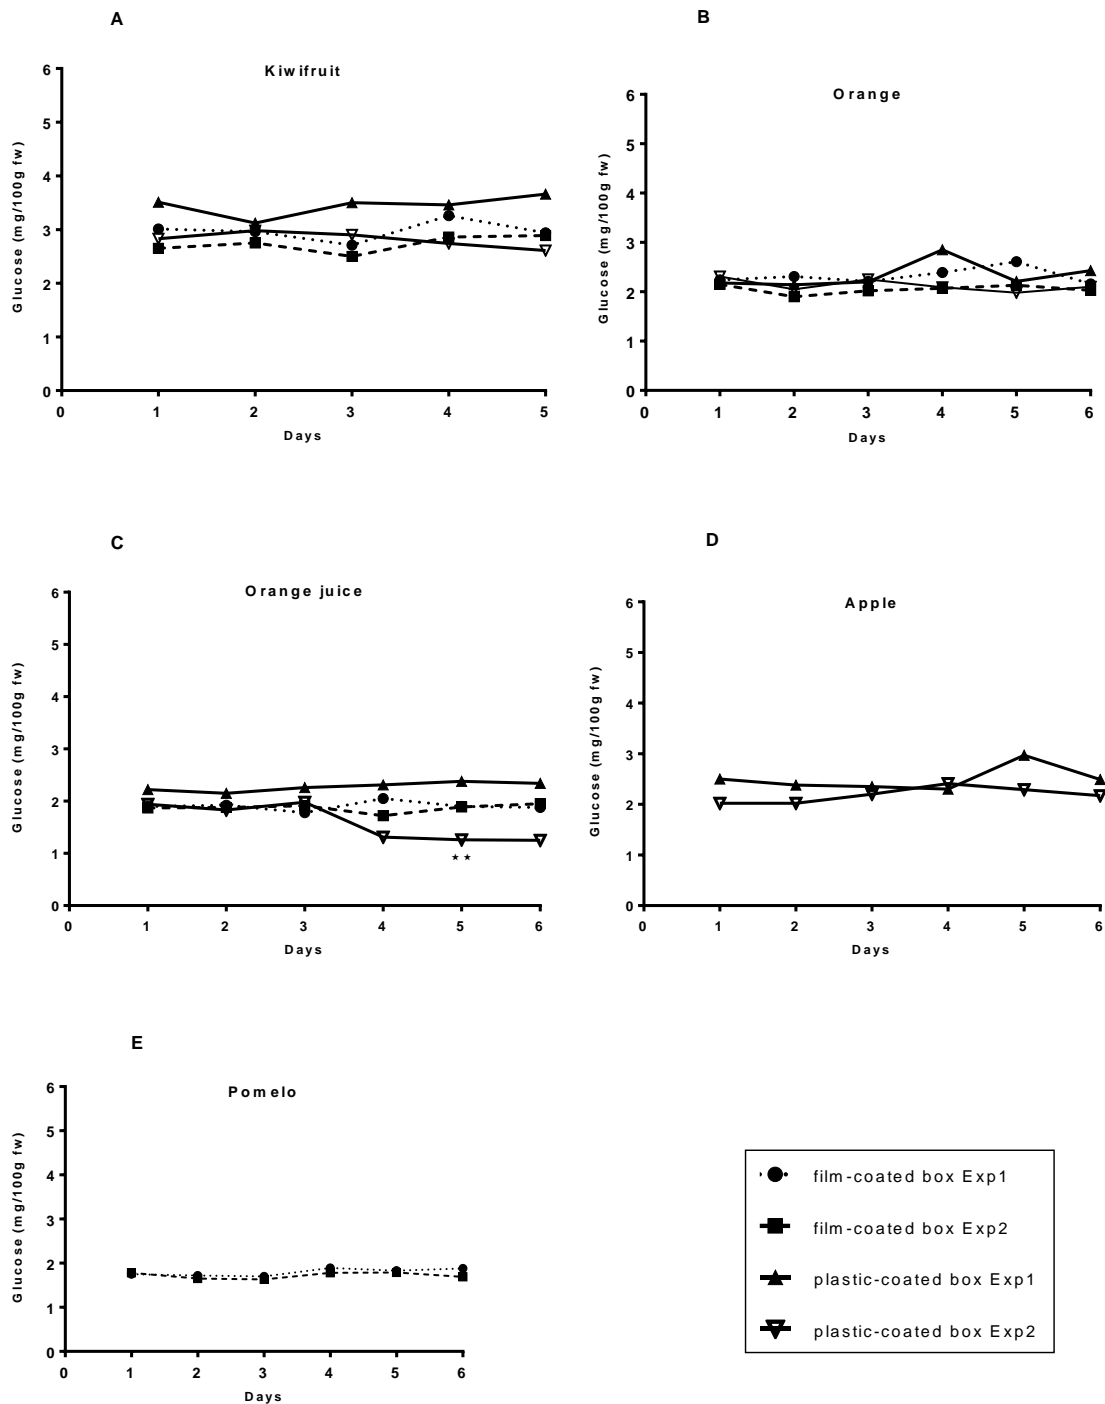 A
Kiwifruit
6
5
4
3
2
1
0
0 1 2 3 4 5
Glucose (mg/100g fw)
Days
B
Orange
6
5
4
3
2
1
0
0 1 2 3 4 5 6
Glucose (mg/100g fw)
Days
C
Orange juice
6
5
4
3
2
1
0
0 1 2 3 4 5 6
Glucose (mg/100g fw)
Days
★★
D
Apple
6
5
4
3
2
1
0
0 1 2 3 4 5 6
Glucose (mg/100g fw)
Days
E
Pomelo
6
5
4
3
2
1
0
0 1 2 3 4 5 6
Glucose (mg/100g fw)
Days
film-coated box Exp1
film-coated box Exp2
plastic-coated box Exp1
plastic-coated box Exp2